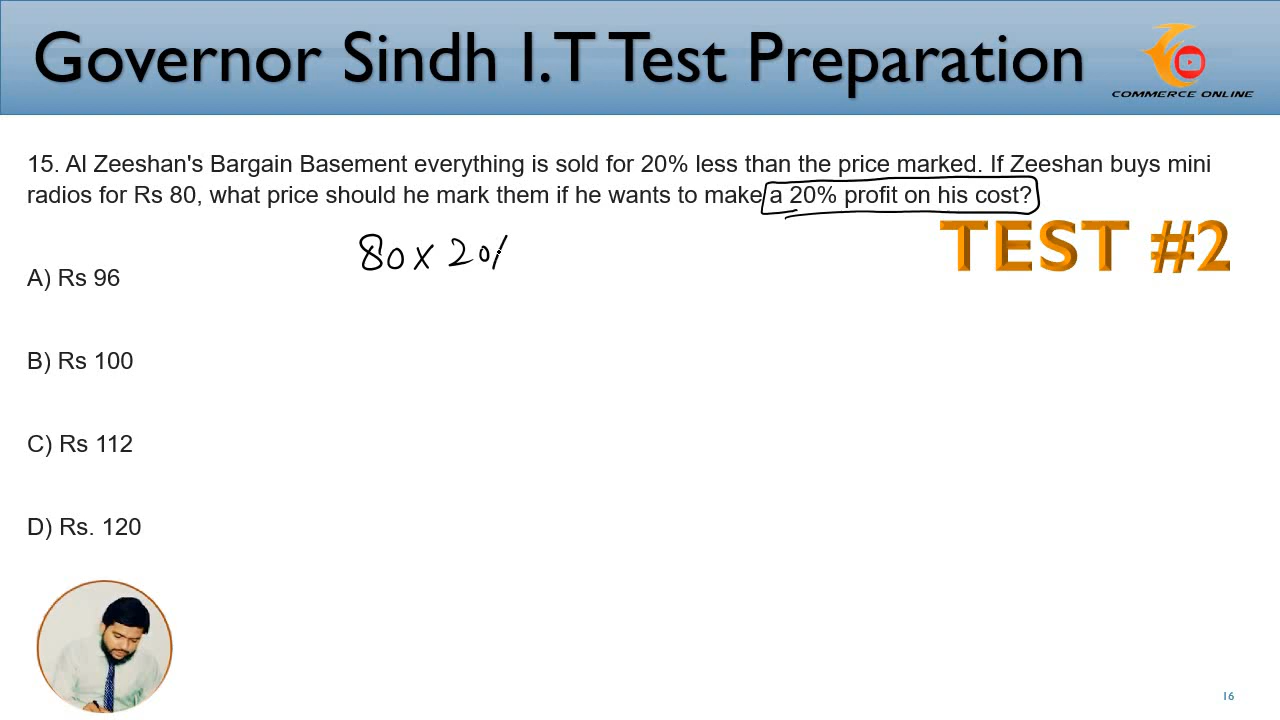 Governor Sindh I.T Test Preparation
COMMERCE ONLINE
15. Al Zeeshan's Bargain Basement everything is sold for 20% less than the price marked. If Zeeshan buys mini
radios for Rs 80, what price should he mark them if he wants to make a 20% profit on his cost?
TEST #2
80 x 20%
A) Rs 96
B) Rs 100
C) Rs 112
D) Rs. 120
16